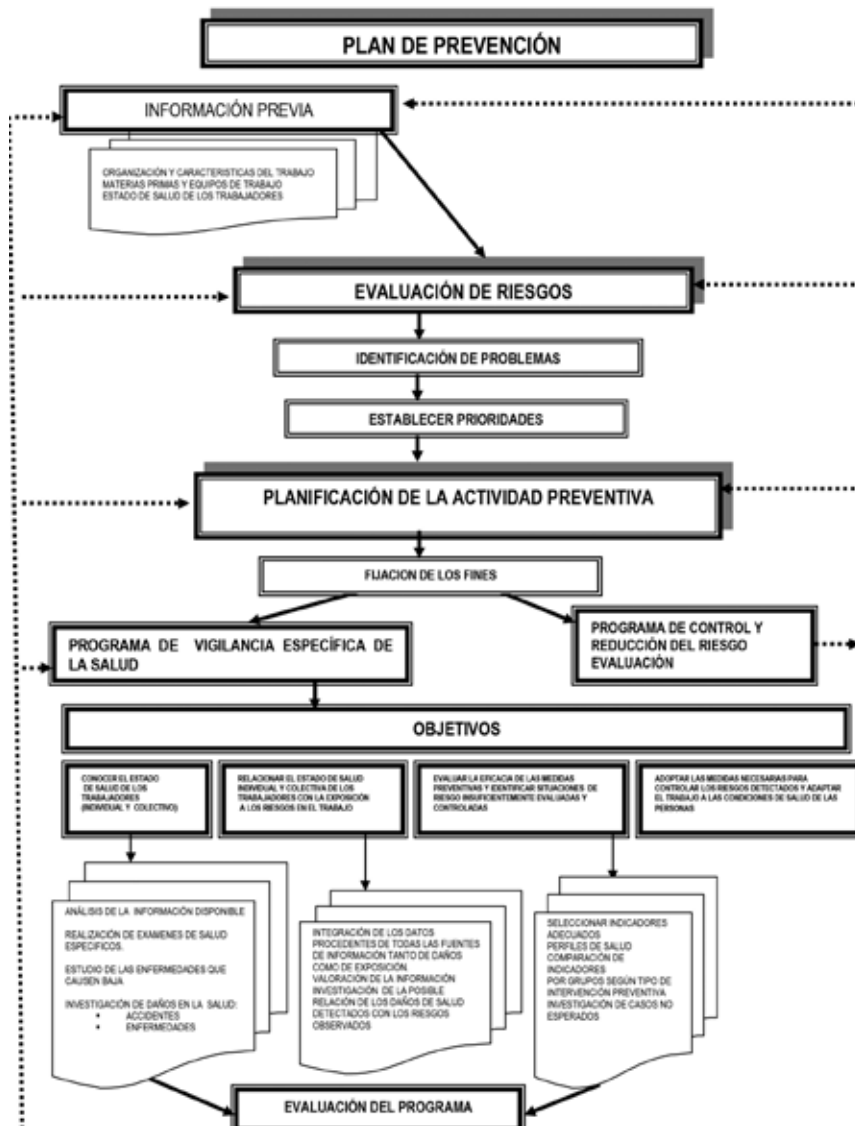 PLAN DE PREVENCIÓN
INFORMACIÓN PREVIA
ORGANIZACIÓN Y CARACTERISTICAS DEL TRABAJO
MATERIAS PRIMAS Y EQUIPOS DE TRABAJO
ESTADO DE SALUD DE LOS TRABAJADORES
EVALUACIÓN DE RIESGOS
IDENTIFICACIÓN DE PROBLEMAS
ESTABLECER PRIORIDADES
PLANIFICACIÓN DE LA ACTIVIDAD PREVENTIVA
FIJACION DE LOS FINES
PROGRAMA DE VIGILANCIA ESPECÍFICA DE
LA SALUD
PROGRAMA DE CONTROL Y
REDUCCIÓN DEL RIESGO
EVALUACIÓN
OBJETIVOS
CONOCER EL ESTADO
DE SALUD DE LOS
TRABAJADORES
(INDIVIDUAL Y COLECTIVO)
RELACIONAR EL ESTADO DE SALUD
INDIVIDUAL Y COLECTIVA DE LOS
TRABAJADORES CON LA EXPOSICIÓN
A LOS RIESGOS EN EL TRABAJO
EVALUAR LA EFICACIA DE LAS MEDIDAS
PREVENTIVAS Y IDENTIFICAR SITUACIONES DE
RIESGO INSUFICIENTEMENTE EVALUADAS Y
CONTROLADAS
ADOPTAR LAS MEDIDAS NECESARIAS PARA
CONTROLAR LOS RIESGOS DETECTADOS Y ADAPTAR
EL TRABAJO A LAS CONDICIONES DE SALUD DE LAS
PERSONAS
ANÁLISIS DE LA INFORMACIÓN DISPONIBLE
REALIZACIÓN DE EXAMENES DE SALUD
ESPECIFICOS.
ESTUDIO DE LAS ENFERMEDADES QUE
CAUSEN BAJA
INVESTIGACIÓN DE DAÑOS EN LA SALUD:
• ACCIDENTES
• ENFERMEDADES
INTEGRACIÓN DE LOS DATOS
PROCEDENTES DE TODAS LAS FUENTES
DE INFORMACIÓN TANTO DE DAÑOS
COMO DE EXPOSICIÓN.
VALORACIÓN DE LA INFORMACIÓN
INVESTIGACIÓN DE LA POSIBLE
RELACIÓN DE LOS DAÑOS DE SALUD
DETECTADOS CON LOS RIESGOS
OBSERVADOS
SELECCIONAR INDICADORES
ADECUADOS
PERFILES DE SALUD
COMPARACIÓN DE
INDICADORES
POR GRUPOS SEGÚN TIPO DE
INTERVENCIÓN PREVENTIVA
INVESTIGACIÓN DE CASOS NO
ESPERADOS
EVALUACIÓN DEL PROGRAMA